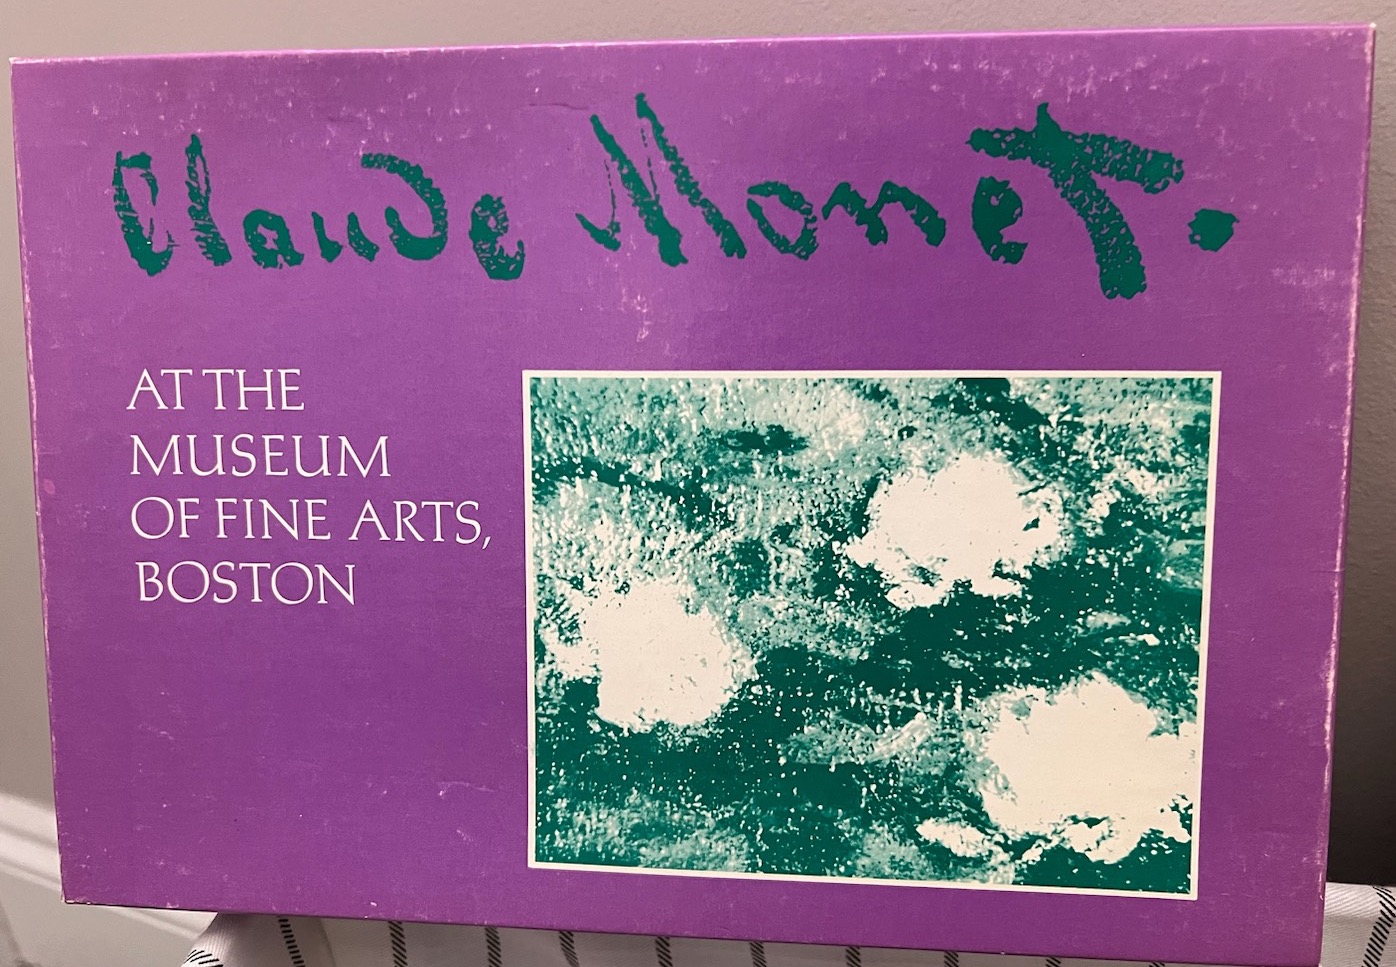 Claude Monet.
AT THE
MUSEUM
OF FINE ARTS,
BOSTON